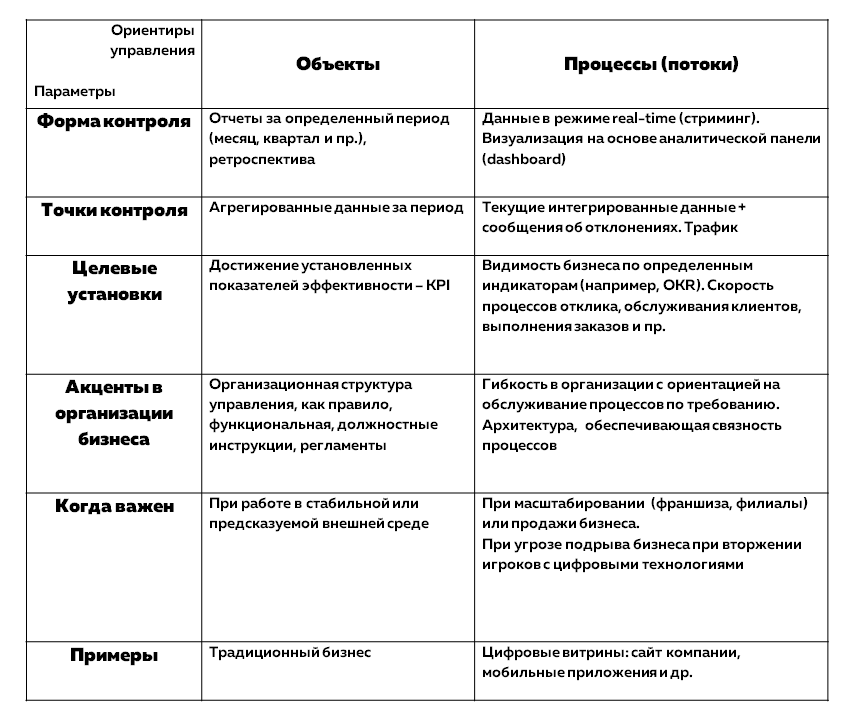 Ориентиры
управления
Параметры
Объекты
Процессы (потоки)
Форма контроля
Отчеты за определенный период
(месяц, квартал и пр.),
ретроспектива
Данные в режиме real-time (стриминг).
Визуализация на основе аналитической панели
(dashboard)
Точки контроля
Агрегированные данные за период
Текущие интегрированные данные +
сообщения об отклонениях. Трафик
Целевые
установки
Достижение установленных
показателей эффективности – KPI
Видимость бизнеса по определенным
индикаторам (например, OKR). Скорость
процессов отклика, обслуживания клиентов,
выполнения заказов и пр.
Акценты в
организации
бизнеса
Организационная структура
управления, как правило,
функциональная, должностные
инструкции, регламенты
Гибкость в организации с ориентацией на
обслуживание процессов по требованию.
Архитектура, обеспечивающая связность
процессов
Когда важен
При работе в стабильной или
предсказуемой внешней среде
При масштабировании (франшиза, филиалы)
или продажи бизнеса.
При угрозе подрыва бизнеса при вторжении
игроков с цифровыми технологиями
Примеры
Традиционный бизнес
Цифровые витрины: сайт компании,
мобильные приложения и др.